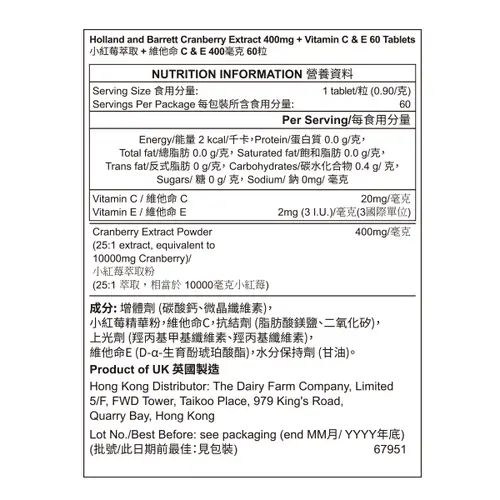 Holland and Barrett Cranberry Extract 400mg + Vitamin C & E 60 Tablets
小紅莓萃取 + 維他命 C & E 400毫克 60粒
NUTRITION INFORMATION 營養資料
Serving Size 食用分量: 1 tablet/粒 (0.90/克)
Servings Per Package 每包裝所含食用分量: 60
Per Serving/每食用分量
Energy/能量 2 kcal/千卡, Protein/蛋白質 0.0 g/克,
Total fat/總脂肪 0.0 g/克, Saturated fat/飽和脂肪 0.0 g/克,
Trans fat/反式脂肪 0 g/克, Carbohydrates/碳水化合物 0.4 g/ 克,
Sugars/ 糖 0 g/ 克, Sodium/ 鈉 0mg/ 毫克
Vitamin C / 維他命 C 20mg/毫克
Vitamin E / 維他命 E 2mg (3 I.U.)/毫克(3國際單位)
Cranberry Extract Powder 400mg/毫克
(25:1 extract, equivalent to
10000mg Cranberry)/
小紅莓萃取粉
(25:1 萃取，相當於 10000毫克小紅莓)
成分: 增體劑 (碳酸鈣、微晶纖維素),
小紅莓精華粉, 維他命C, 抗結劑 (脂肪酸鎂鹽、二氧化矽),
上光劑 (羥丙基甲基纖維素、羥丙基纖維素),
維他命E (D-α-生育酚琥珀酸酯), 水分保持劑 (甘油)。
Product of UK 英國製造
Hong Kong Distributor: The Dairy Farm Company, Limited
5/F, FWD Tower, Taikoo Place, 979 King's Road,
Quarry Bay, Hong Kong
Lot No./Best Before: see packaging (end MM月/ YYYY年底)
(批號/此日期前最佳：見包裝) 67951